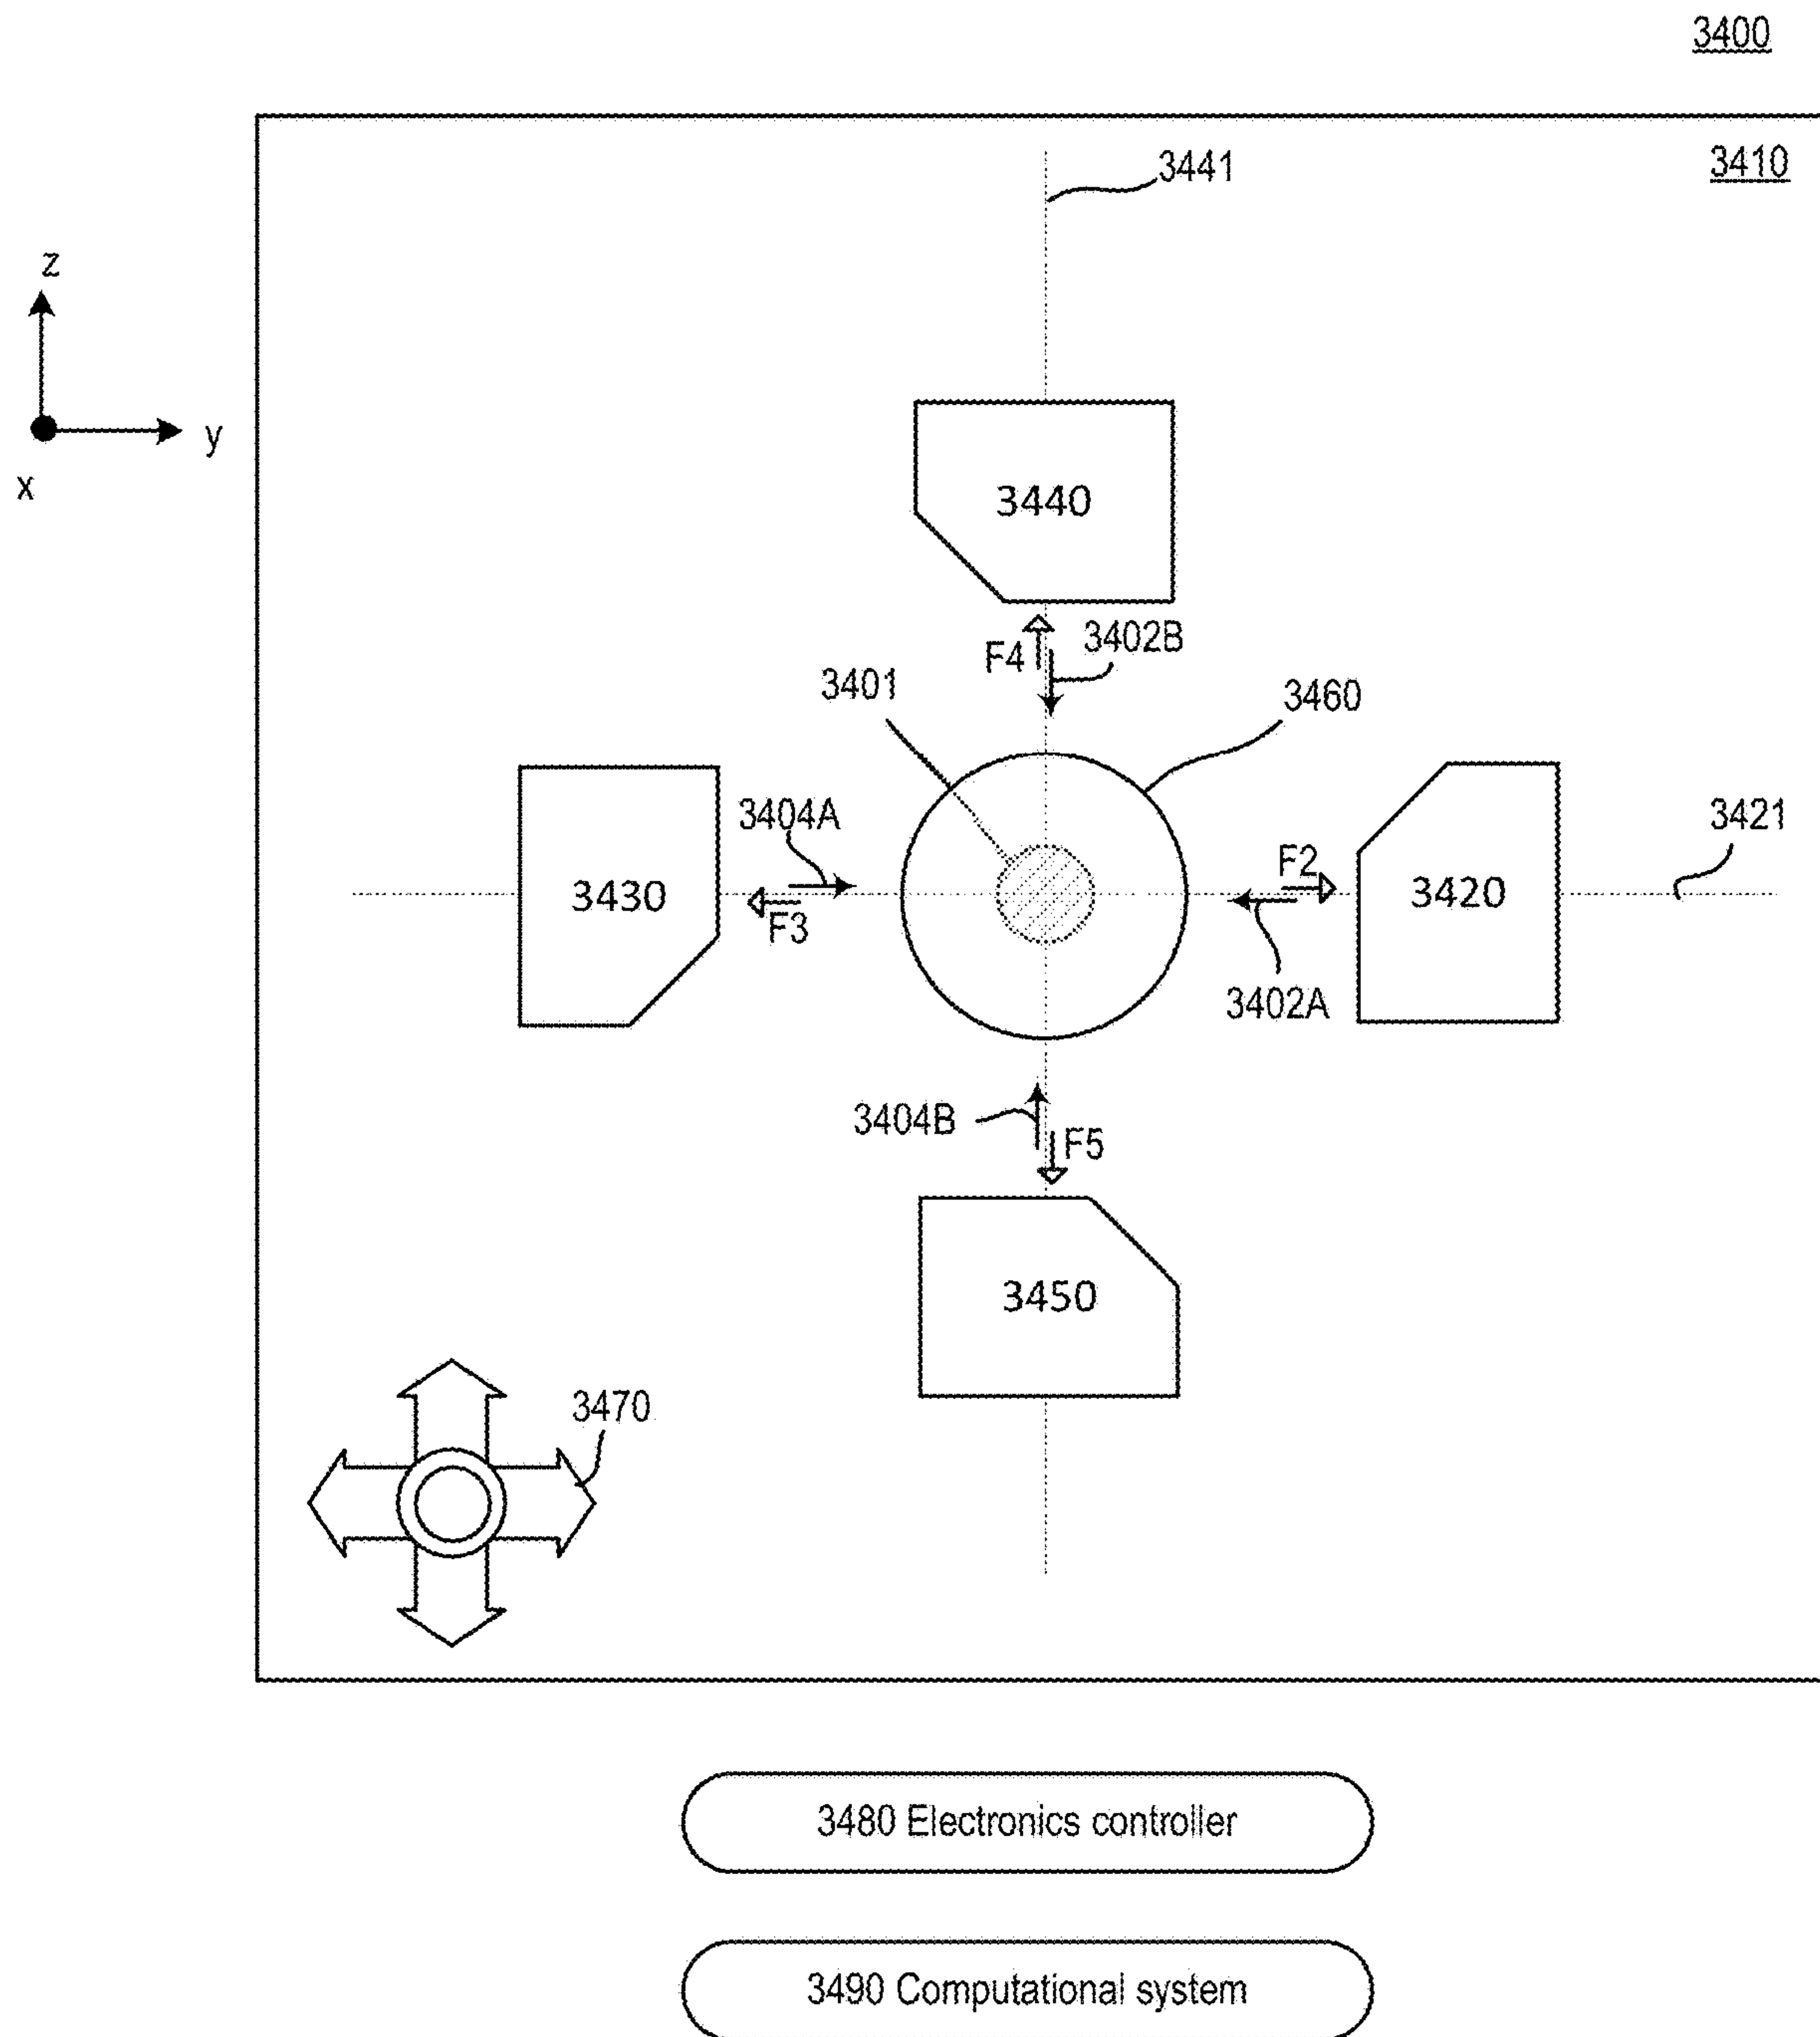 3400
3410
3441
z
y
x
3440
F4
3402B
3401
3460
3404A
F2
3421
3430
F3
3420
3402A
3404B
F5
3450
3470
3480 Electronics controller
3490 Computational system